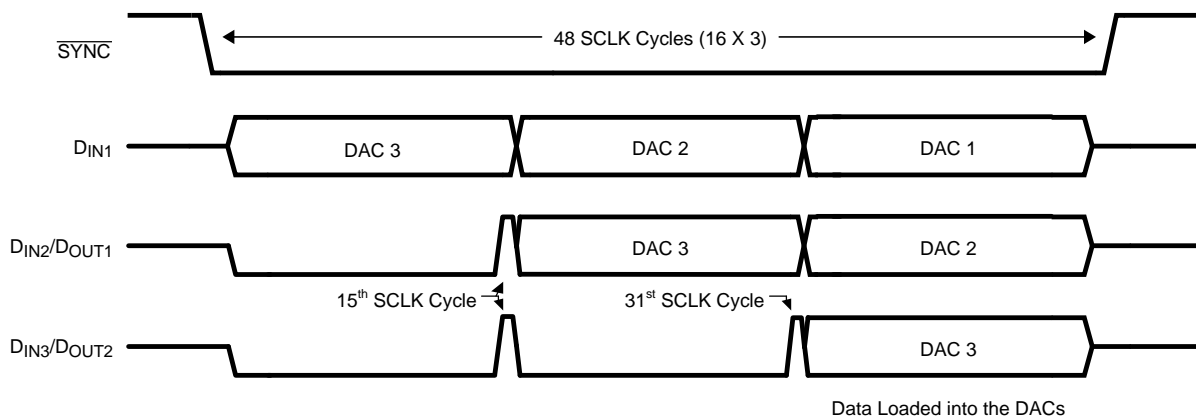 SYNC
48 SCLK Cycles (16 X 3)
DIN1
DAC 3
DAC 2
DAC 1
DIN2/DOUT1
DAC 3
DAC 2
15th SCLK Cycle
31st SCLK Cycle
DIN3/DOUT2
DAC 3
Data Loaded into the DACs